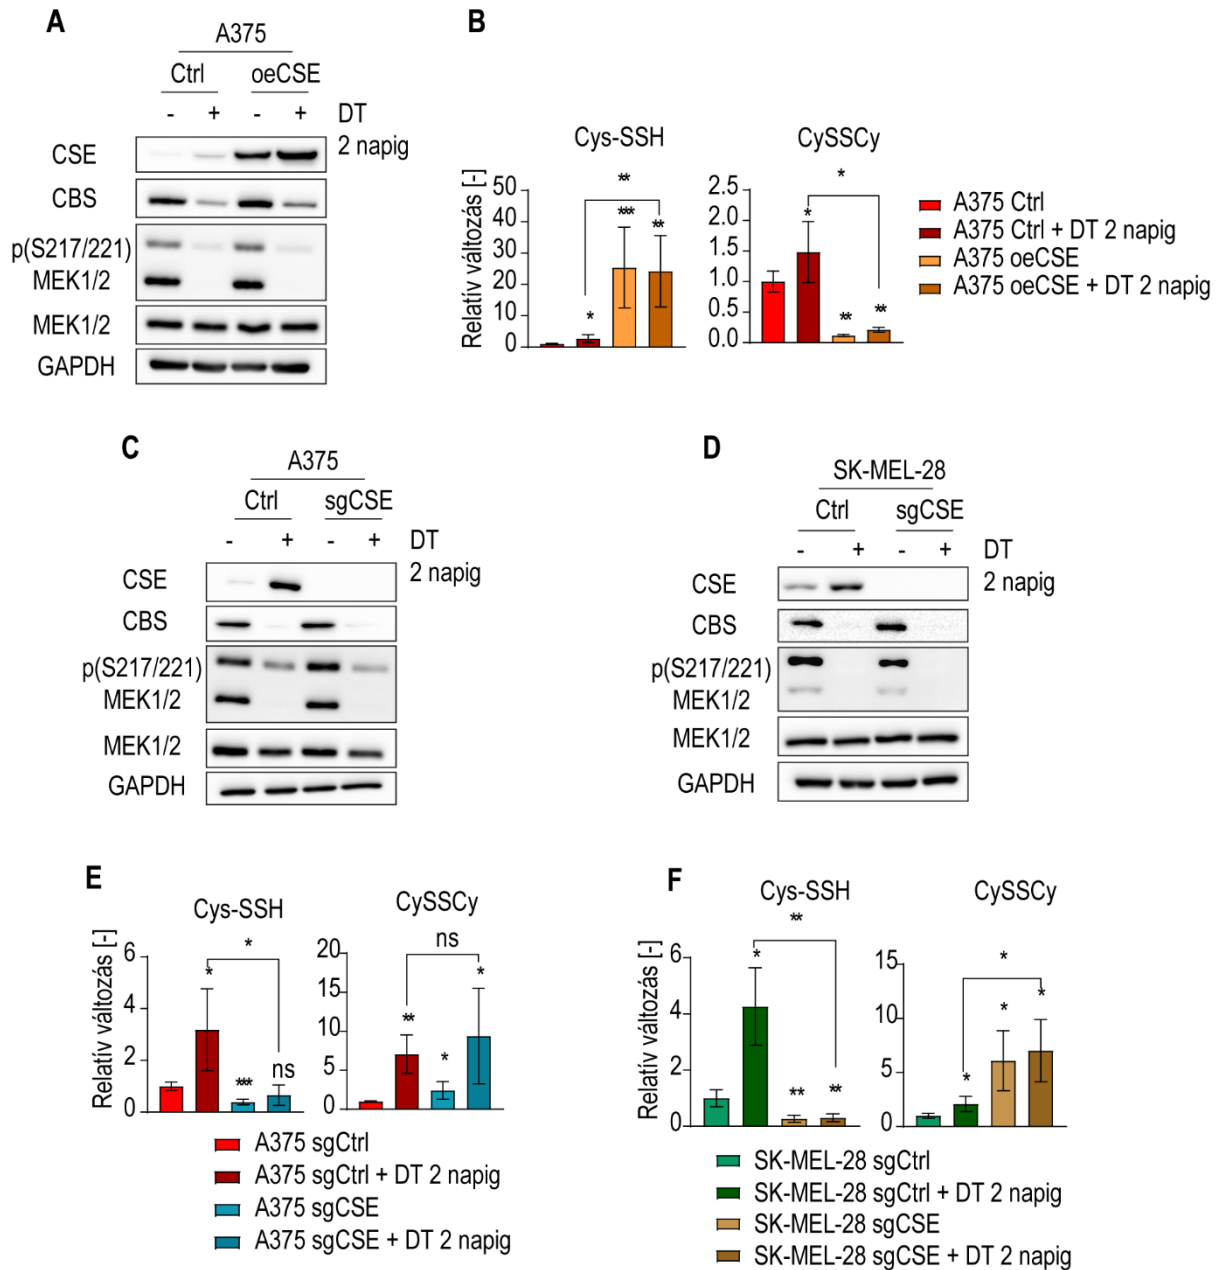 A
A375
Ctrl oeCSE
- + - + DT
2 napig
CSE
CBS
p(S217/221)
MEK1/2
MEK1/2
GAPDH
B
Cys-SSH CySSCy
Relatív változás [-]
50
40
30
20
10
0
* *** ** **
2.5
2.0
1.5
1.0
0.5
0.0
* ** ** *
A375 Ctrl
A375 Ctrl + DT 2 napig
A375 oeCSE
A375 oeCSE + DT 2 napig
C
A375
Ctrl sgCSE
- + - + DT
2 napig
CSE
CBS
p(S217/221)
MEK1/2
MEK1/2
GAPDH
D
SK-MEL-28
Ctrl sgCSE
- + - + DT
2 napig
CSE
CBS
p(S217/221)
MEK1/2
MEK1/2
GAPDH
E
Cys-SSH CySSCy
Relatív változás [-]
6
4
2
0
* *** ns *
20
15
10
5
0
** * * ns
A375 sgCtrl
A375 sgCtrl + DT 2 napig
A375 sgCSE
A375 sgCSE + DT 2 napig
F
Cys-SSH CySSCy
Relatív változás [-]
6
4
2
0
* ** ** **
15
10
5
0
* * * *
SK-MEL-28 sgCtrl
SK-MEL-28 sgCtrl + DT 2 napig
SK-MEL-28 sgCSE
SK-MEL-28 sgCSE + DT 2 napig